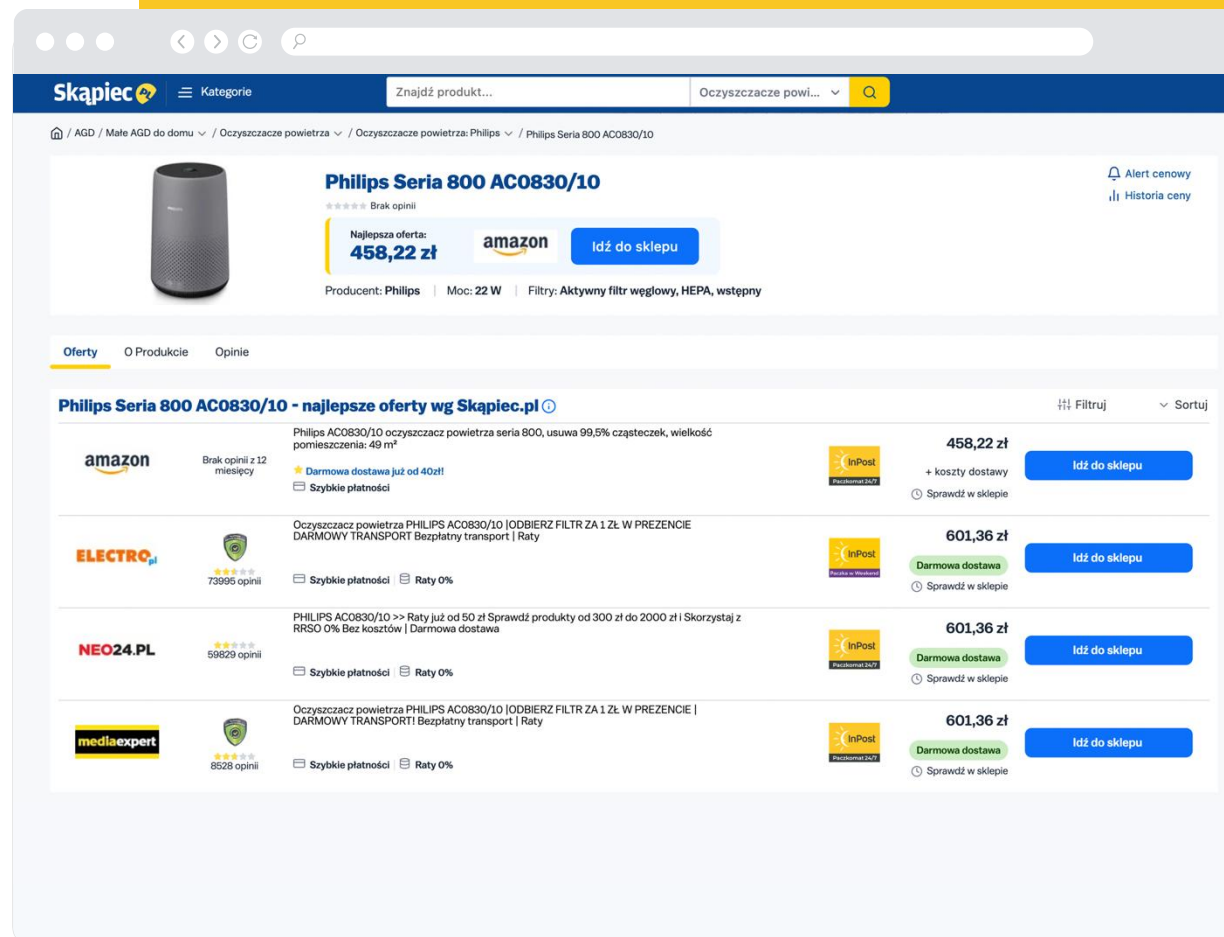 Skąpiec PL
Kategorie
Znajdź produkt...
Oczyszczacze powi...
/ AGD / Małe AGD do domu / Oczyszczacze powietrza / Oczyszczacze powietrza: Philips / Philips Seria 800 AC0830/10
Alert cenowy
Historia ceny
Philips Seria 800 AC0830/10
Brak opinii
Najlepsza oferta:
458,22 zł
amazon
Idź do sklepu
Producent: Philips | Moc: 22 W | Filtry: Aktywny filtr węglowy, HEPA, wstępny
Oferty
O Produkcie
Opinie
Philips Seria 800 AC0830/10 - najlepsze oferty wg Skąpiec.pl
Filtruj
Sortuj
amazon
Brak opinii z 12
miesięcy
Philips AC0830/10 oczyszczacz powietrza seria 800, usuwa 99,5% cząsteczek, wielkość
pomieszczenia: 49 m²
Darmowa dostawa już od 40zł!
Szybkie płatności
InPost
Paczkomat 24/7
458,22 zł
+ koszty dostawy
Sprawdź w sklepie
Idź do sklepu
ELECTRO.pl
73995 opinii
Oczyszczacz powietrza PHILIPS AC0830/10 |ODBIERZ FILTR ZA 1 ZŁ W PREZENCIE
DARMOWY TRANSPORT Bezpłatny transport | Raty
Szybkie płatności
Raty 0%
InPost
Paczka w Weekend
601,36 zł
Darmowa dostawa
Sprawdź w sklepie
Idź do sklepu
NEO24.PL
59829 opinii
PHILIPS AC0830/10 >> Raty już od 50 zł Sprawdź produkty od 300 zł do 2000 zł i Skorzystaj z
RRSO 0% Bez kosztów | Darmowa dostawa
Szybkie płatności
Raty 0%
InPost
Paczkomat 24/7
601,36 zł
Darmowa dostawa
Sprawdź w sklepie
Idź do sklepu
mediaexpert
8528 opinii
Oczyszczacz powietrza PHILIPS AC0830/10 |ODBIERZ FILTR ZA 1 ZŁ W PREZENCIE |
DARMOWY TRANSPORT! Bezpłatny transport | Raty
Szybkie płatności
Raty 0%
InPost
Paczkomat 24/7
601,36 zł
Darmowa dostawa
Sprawdź w sklepie
Idź do sklepu